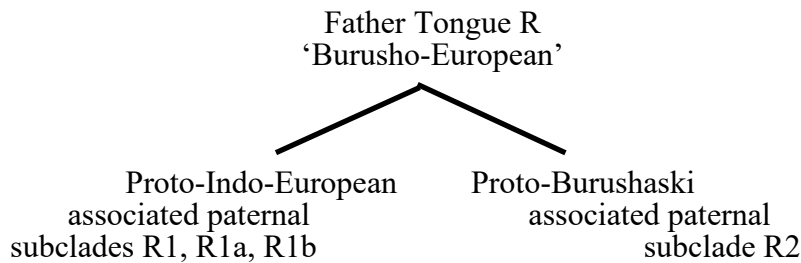 Father Tongue R
‘Burusho-European’
Proto-Indo-European
associated paternal
subclades R1, R1a, R1b
Proto-Burushaski
associated paternal
subclade R2